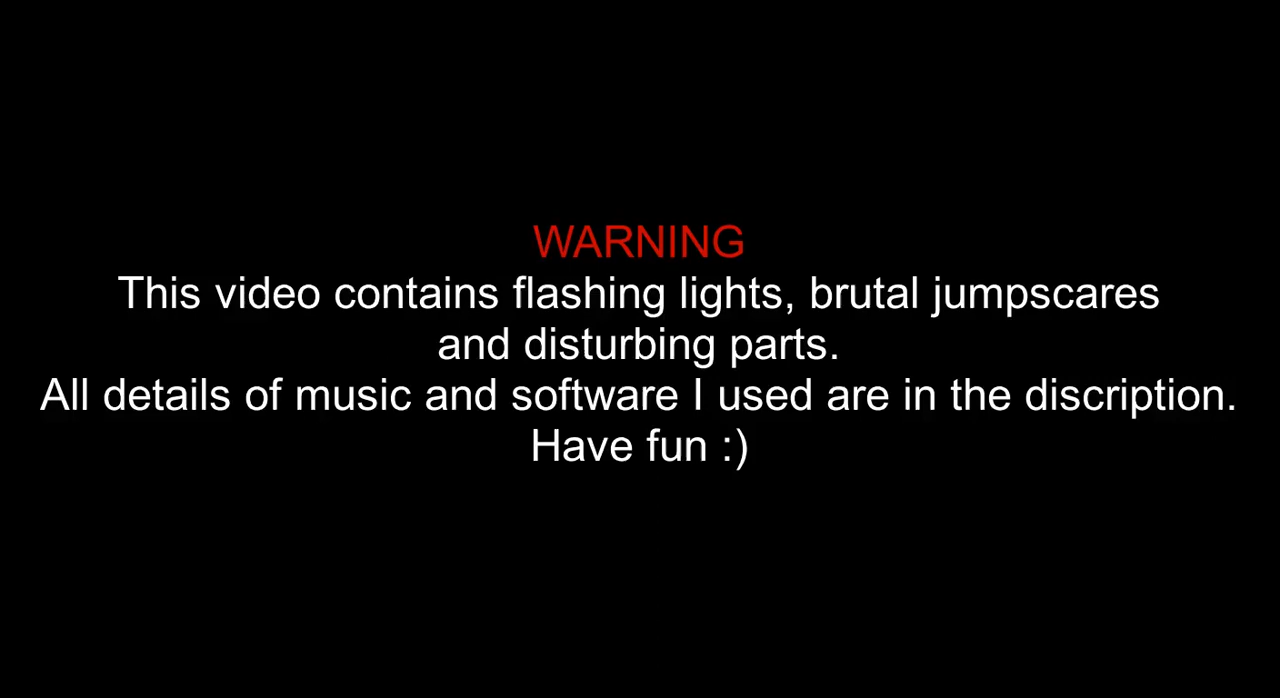 WARNING
This video contains flashing lights, brutal jumpscares
and disturbing parts.
All details of music and software I used are in the discription.
Have fun :)